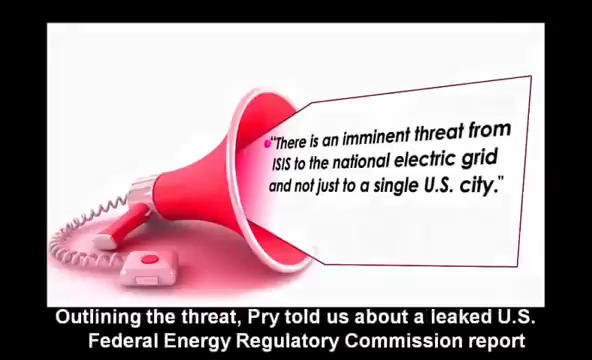 "There is an imminent threat from
ISIS to the national electric grid
and not just to a single U.S. city."
Outlining the threat, Pry told us about a leaked U.S.
Federal Energy Regulatory Commission report